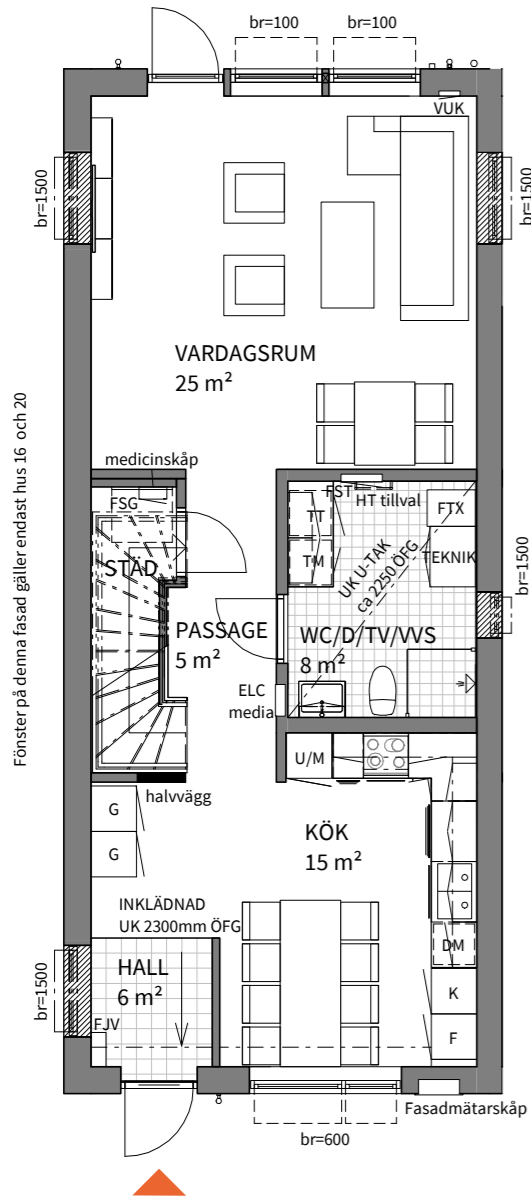 br=100
br=100
VUK
br=1500
br=1500
VARDAGSRUM
25 m²
Fönster på denna fasad gäller endast hus 16 och 20
medicinskåp
FSG
STÄD
FST
HT tillval
TT
TM
FTX
TEKNIK
UK U-TAK
ca 2250 ÖFG
br=1500
PASSAGE
5 m²
WC/D/TV/VVS
8 m²
ELC
media
U/M
halvvägg
G
G
KÖK
15 m²
INKLÄDNAD
UK 2300mm ÖFG
DM
K
F
HALL
6 m²
br=1500
FJV
Fasadmätarskåp
br=600